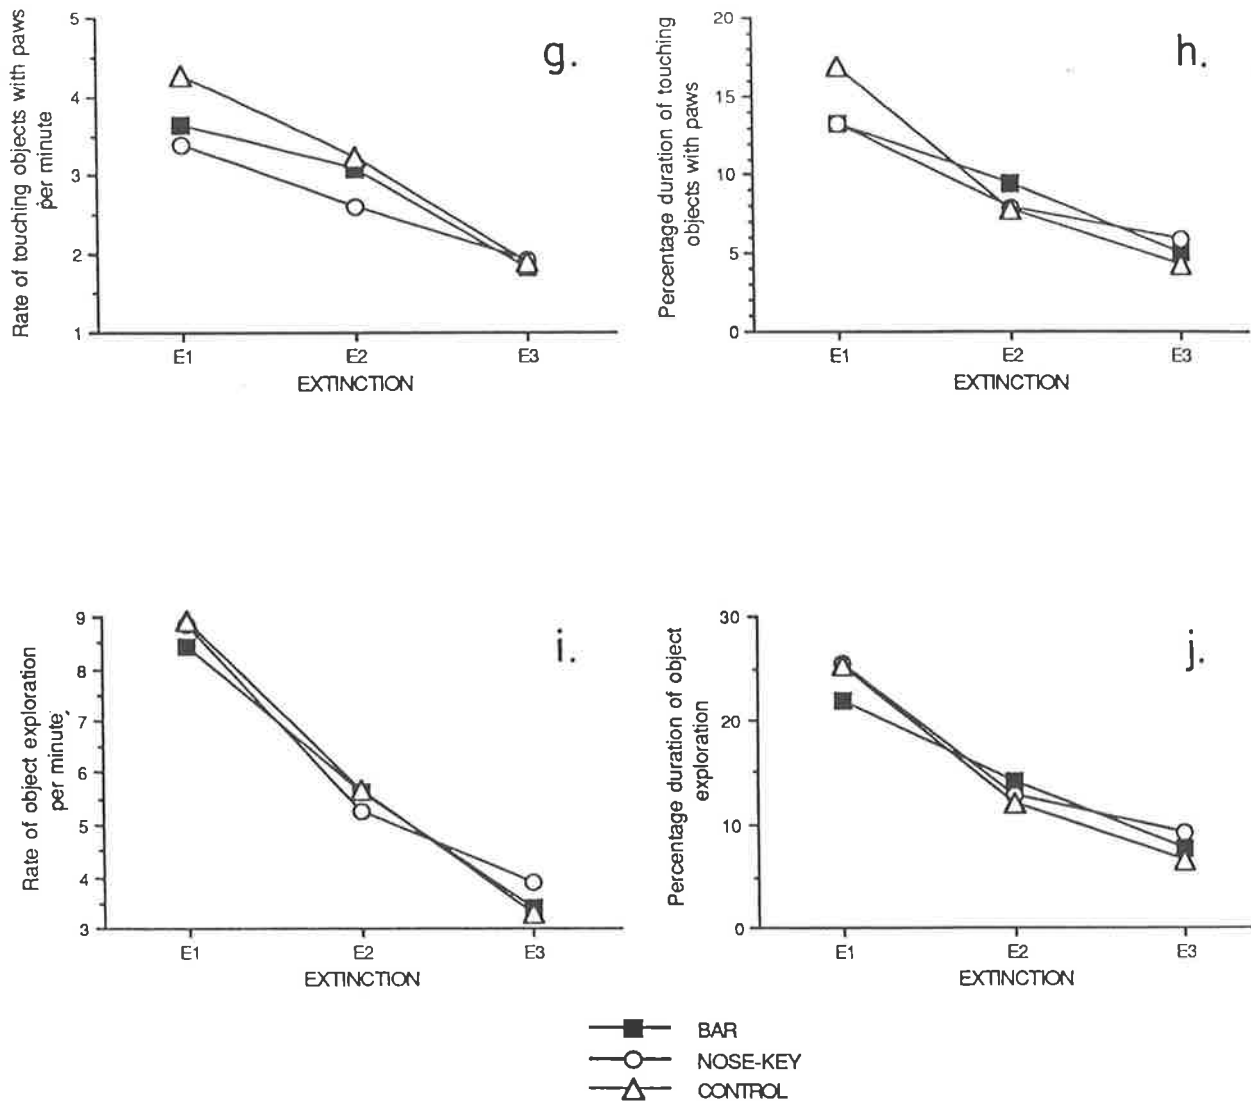 Rate of touching objects with paws
per minute
5
4
3
2
1
E1 E2 E3
EXTINCTION
g.
Percentage duration of touching
objects with paws
20
15
10
5
0
E1 E2 E3
EXTINCTION
h.
Rate of object exploration
per minute
9
8
7
6
5
4
3
E1 E2 E3
EXTINCTION
i.
Percentage duration of object
exploration
30
20
10
0
E1 E2 E3
EXTINCTION
j.
BAR
NOSE-KEY
CONTROL